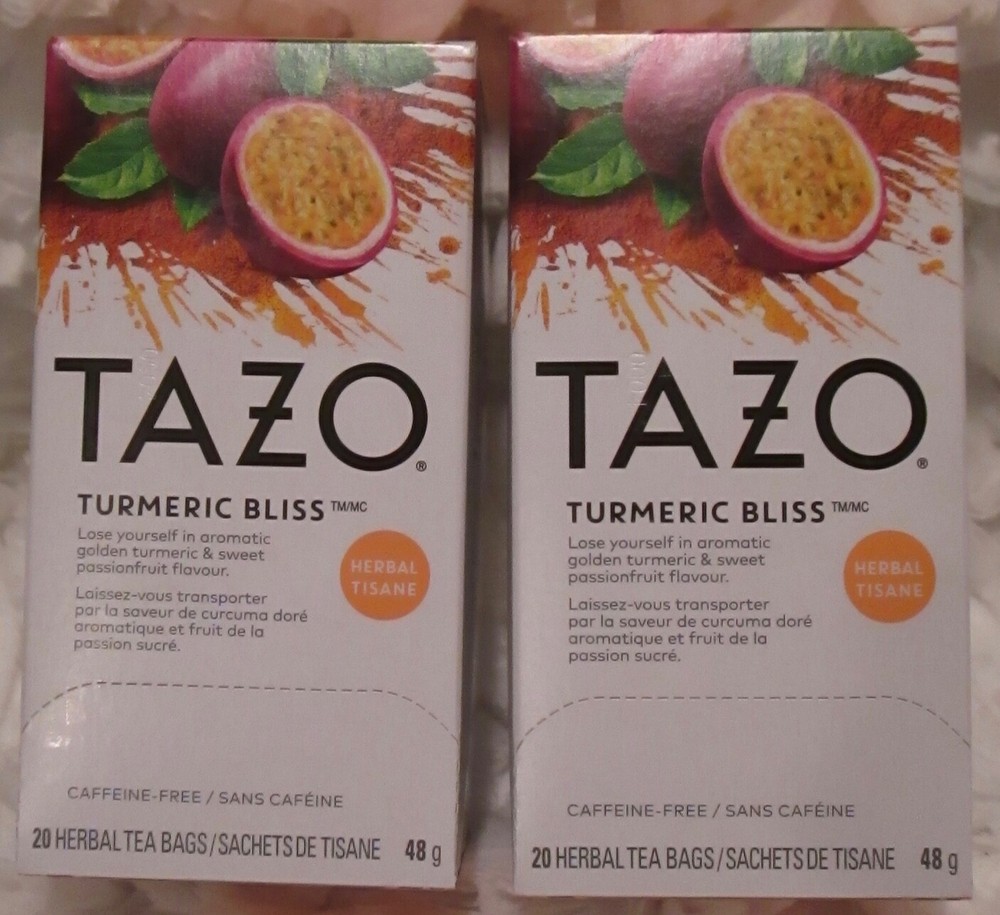 TAZO®
TURMERIC BLISS TM/MC
Lose yourself in aromatic
golden turmeric & sweet
passionfruit flavour.
Laissez-vous transporter
par la saveur de curcuma doré
aromatique et fruit de la
passion sucré.
HERBAL
TISANE
CAFFEINE-FREE / SANS CAFÉINE
20 HERBAL TEA BAGS/SACHETS DE TISANE 48 g
TAZO®
TURMERIC BLISS TM/MC
Lose yourself in aromatic
golden turmeric & sweet
passionfruit flavour.
Laissez-vous transporter
par la saveur de curcuma doré
aromatique et fruit de la
passion sucré.
HERBAL
TISANE
CAFFEINE-FREE / SANS CAFÉINE
20 HERBAL TEA BAGS/SACHETS DE TISANE 48 g